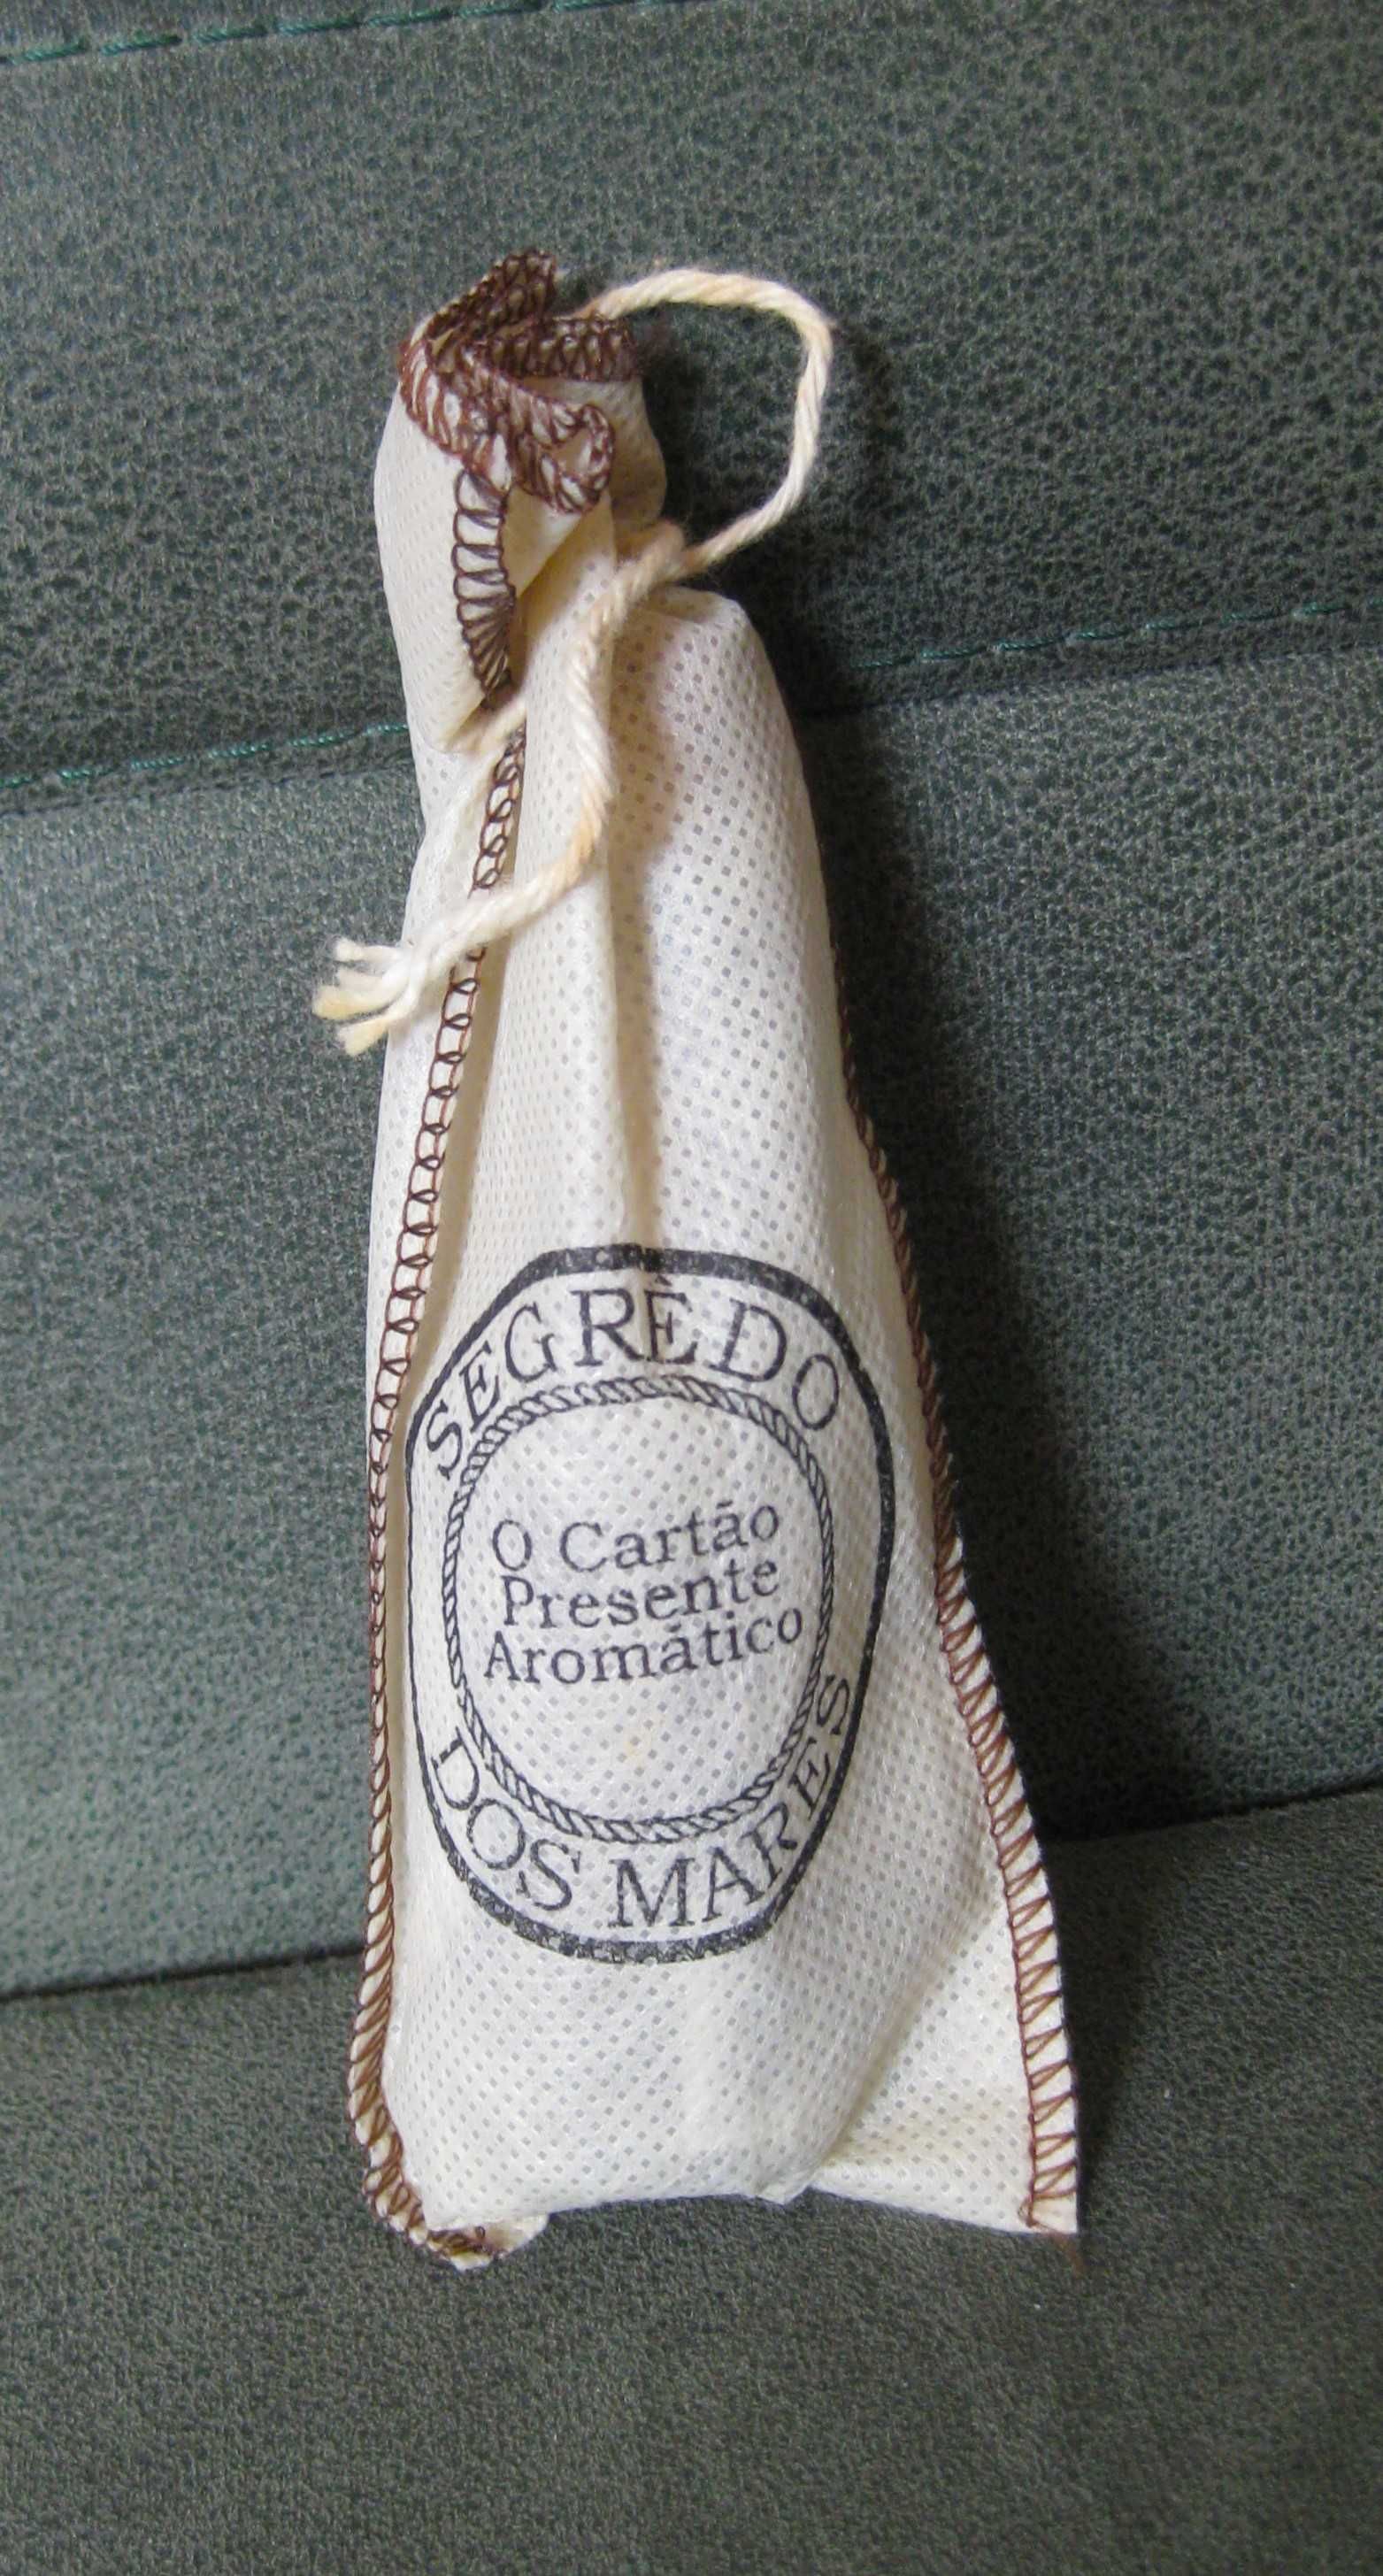 SEGRÊDO
O Cartão
Presente
Aromático
DOS MARES